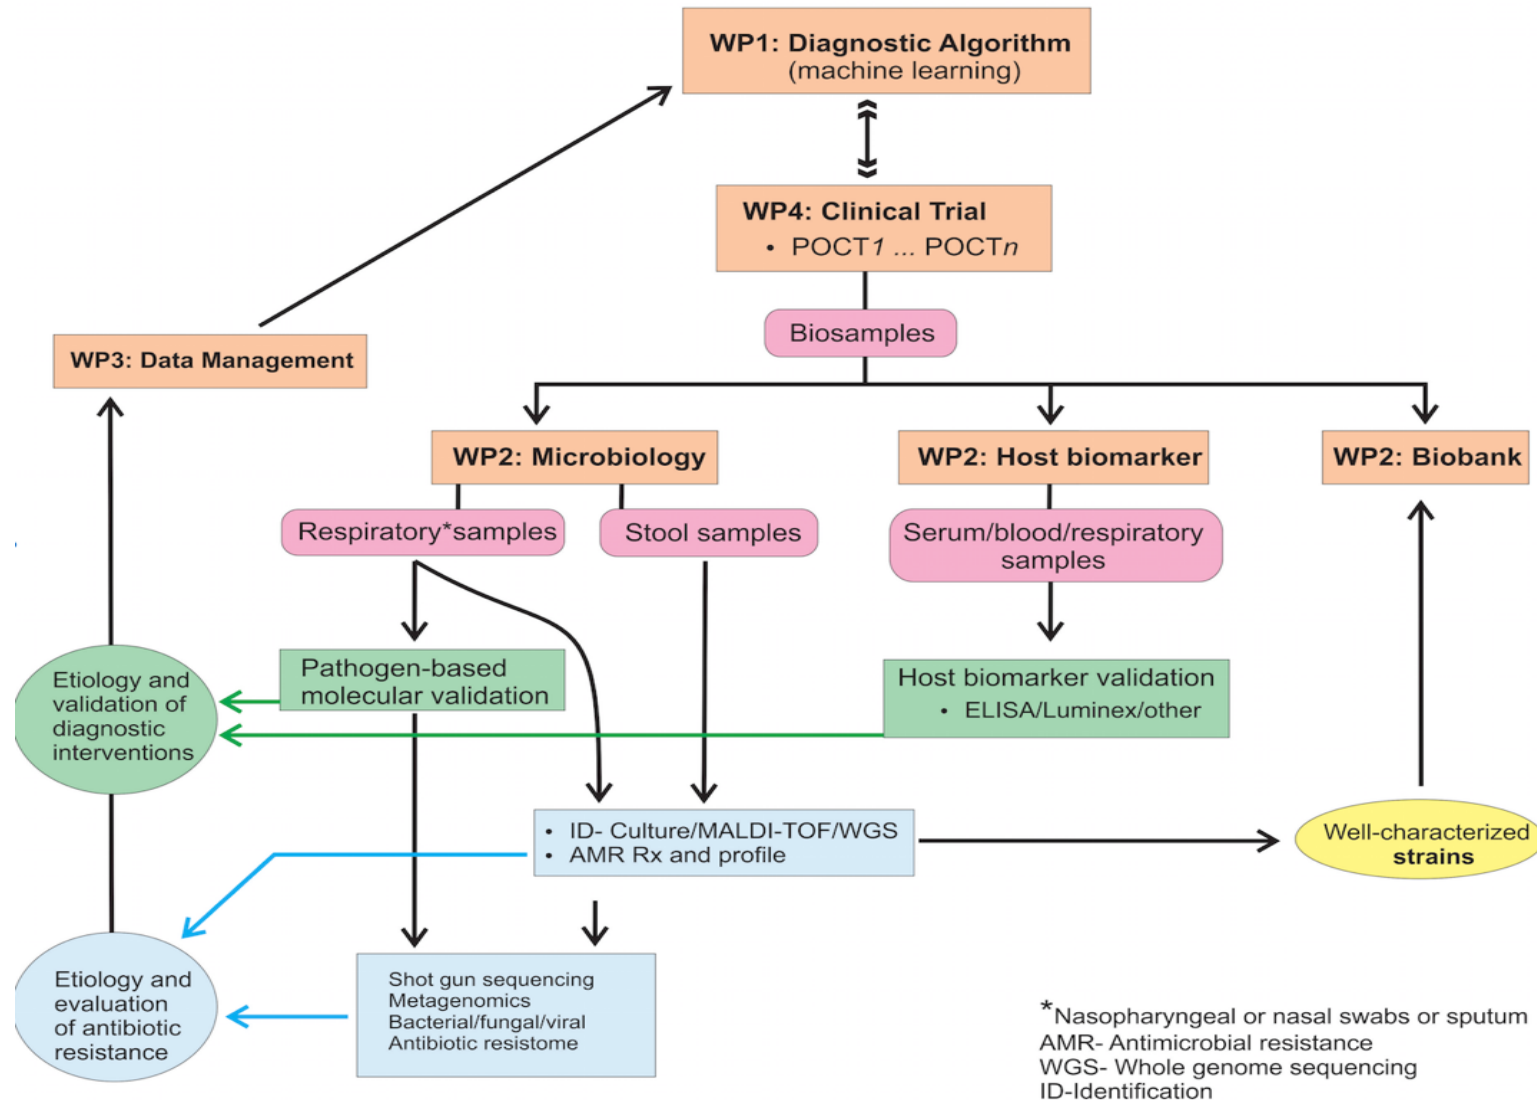 WP1: Diagnostic Algorithm
(machine learning)
WP4: Clinical Trial
• POCT1 ... POCTn
Biosamples
WP3: Data Management
WP2: Microbiology
WP2: Host biomarker
WP2: Biobank
Respiratory*samples
Stool samples
Serum/blood/respiratory
samples
Etiology and
validation of
diagnostic
interventions
Pathogen-based
molecular validation
Host biomarker validation
• ELISA/Luminex/other
• ID- Culture/MALDI-TOF/WGS
• AMR Rx and profile
Well-characterized
strains
Etiology and
evaluation
of antibiotic
resistance
Shot gun sequencing
Metagenomics
Bacterial/fungal/viral
Antibiotic resistome
*Nasopharyngeal or nasal swabs or sputum
AMR- Antimicrobial resistance
WGS- Whole genome sequencing
ID-Identification